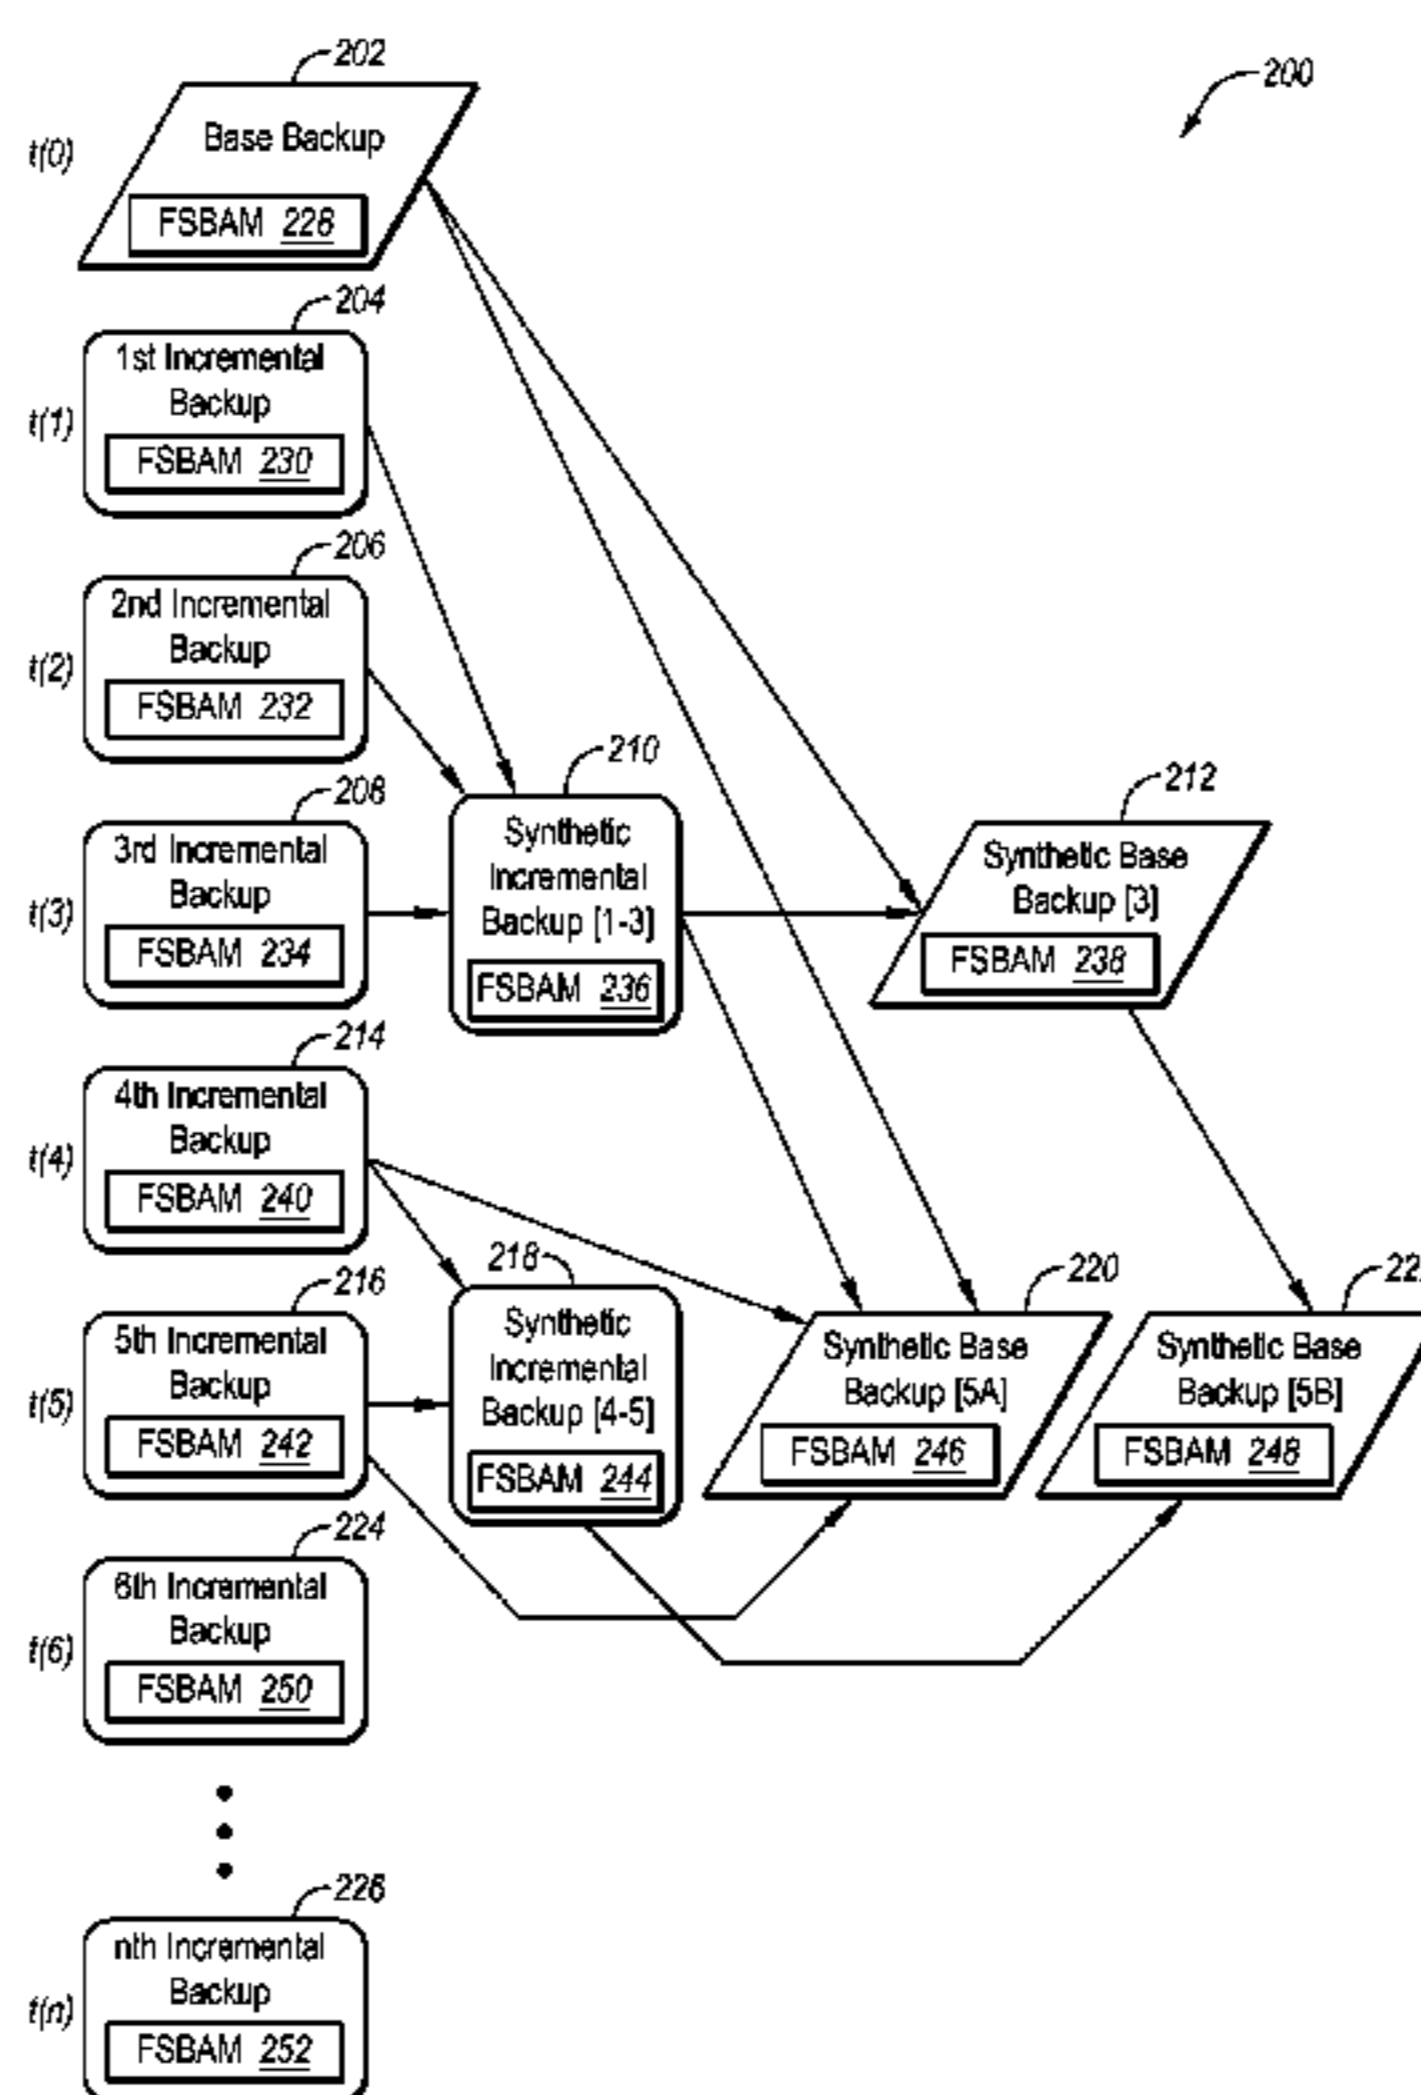 202
200
t(0)
Base Backup
FSBAM 228
204
t(1)
1st Incremental
Backup
FSBAM 230
206
t(2)
2nd Incremental
Backup
FSBAM 232
208
t(3)
3rd Incremental
Backup
FSBAM 234
210
Synthetic
Incremental
Backup [1-3]
FSBAM 236
212
Synthetic Base
Backup [3]
FSBAM 238
214
t(4)
4th Incremental
Backup
FSBAM 240
216
t(5)
5th Incremental
Backup
FSBAM 242
218
Synthetic
Incremental
Backup [4-5]
FSBAM 244
220
Synthetic Base
Backup [5A]
FSBAM 246
Synthetic Base
Backup [5B]
FSBAM 248
224
t(6)
6th Incremental
Backup
FSBAM 250
226
t(n)
nth Incremental
Backup
FSBAM 252